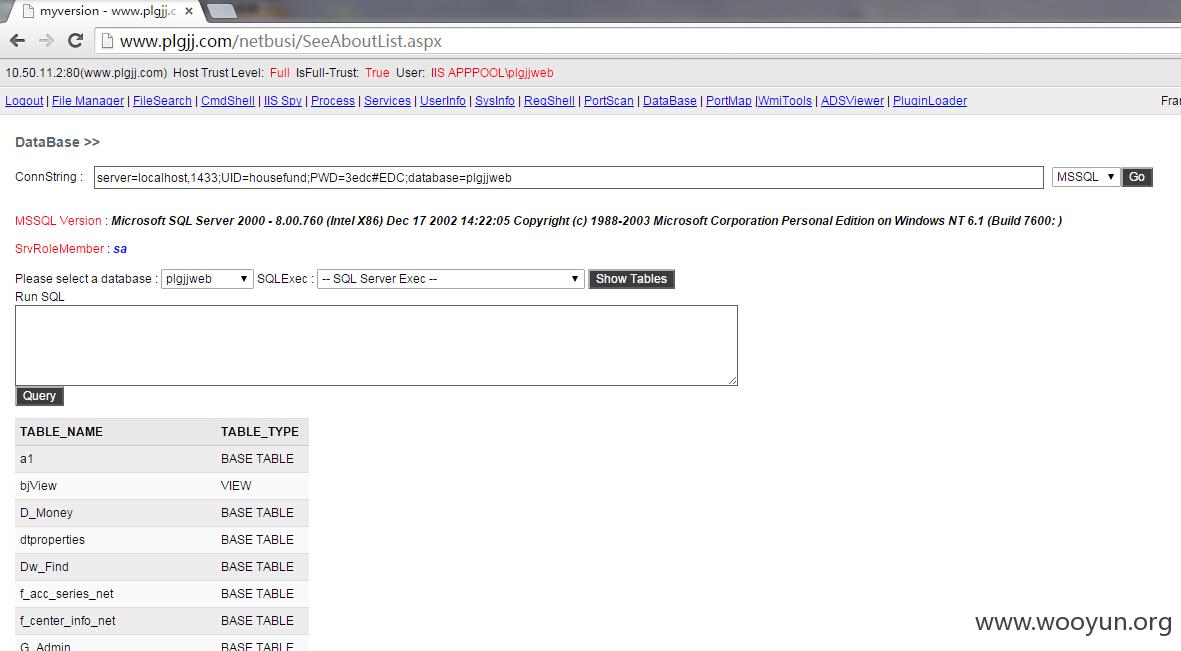 myversion - www.plgjj.c
www.plgjj.com/netbusi/SeeAboutList.aspx
10.50.11.2:80(www.plgjj.com) Host Trust Level: Full IsFull-Trust: True User: IIS APPPOOL\plgjjweb
Logout | File Manager | FileSearch | CmdShell | IIS Spy | Process | Services | UserInfo | SysInfo | RegShell | PortScan | DataBase | PortMap |WmiTools | ADSViewer | PluginLoader Frar
DataBase >>
ConnString : server=localhost,1433;UID=housefund;PWD=3edc#EDC;database=plgjjweb MSSQL Go
MSSQL Version : Microsoft SQL Server 2000 - 8.00.760 (Intel X86) Dec 17 2002 14:22:05 Copyright (c) 1988-2003 Microsoft Corporation Personal Edition on Windows NT 6.1 (Build 7600: )
SrvRoleMember : sa
Please select a database : plgjjweb SQLExec : -- SQL Server Exec -- Show Tables
Run SQL
Query
TABLE_NAME TABLE_TYPE
a1 BASE TABLE
bjView VIEW
D_Money BASE TABLE
dtproperties BASE TABLE
Dw_Find BASE TABLE
f_acc_series_net BASE TABLE
f_center_info_net BASE TABLE
G_Admin BASE TABLE
www.wooyun.org